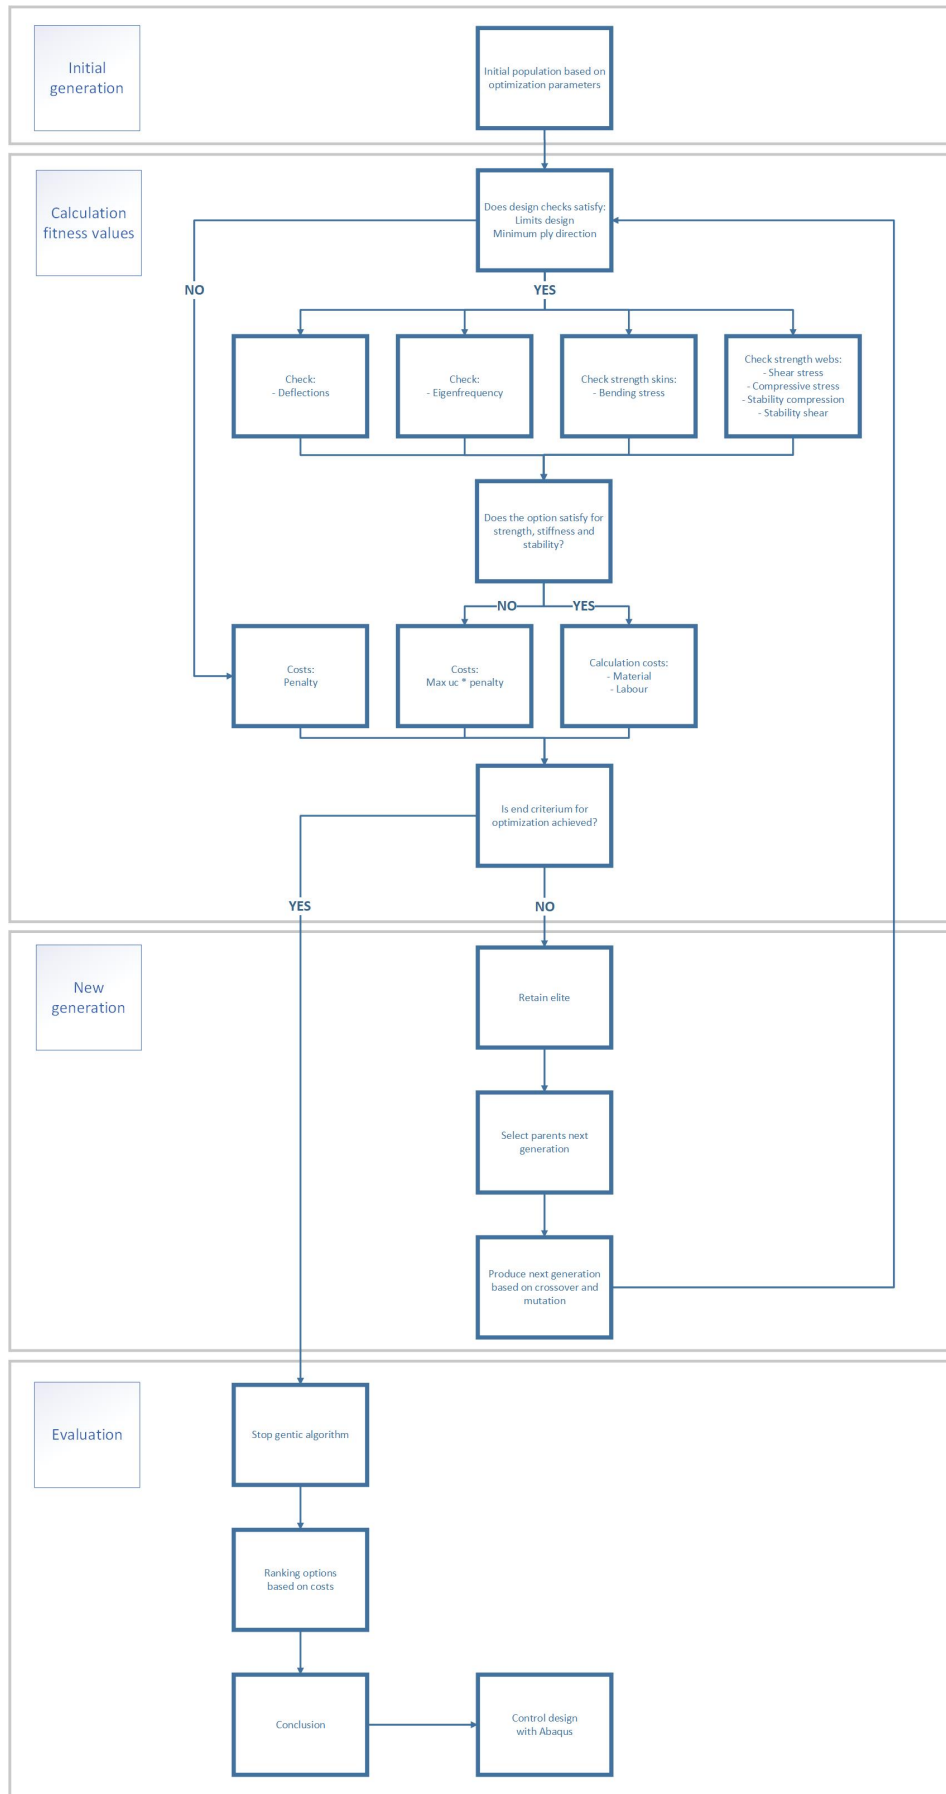 Initial
generation
Initial population based on
optimization parameters
Calculation
fitness values
Does design checks satisfy:
Limits design
Minimum ply direction
NO
YES
Check:
- Deflections
Check:
- Eigenfrequency
Check strength skins:
- Bending stress
Check strength webs:
- Shear stress
- Compressive stress
- Stability compression
- Stability shear
Does the option satisfy for
strength, stiffness and
stability?
NO
YES
Costs:
Penalty
Costs:
Max uc * penalty
Calculation costs:
- Material
- Labour
Is end criterium for
optimization achieved?
YES
NO
New
generation
Retain elite
Select parents next
generation
Produce next generation
based on crossover and
mutation
Evaluation
Stop gentic algorithm
Ranking options
based on costs
Conclusion
Control design
with Abaqus